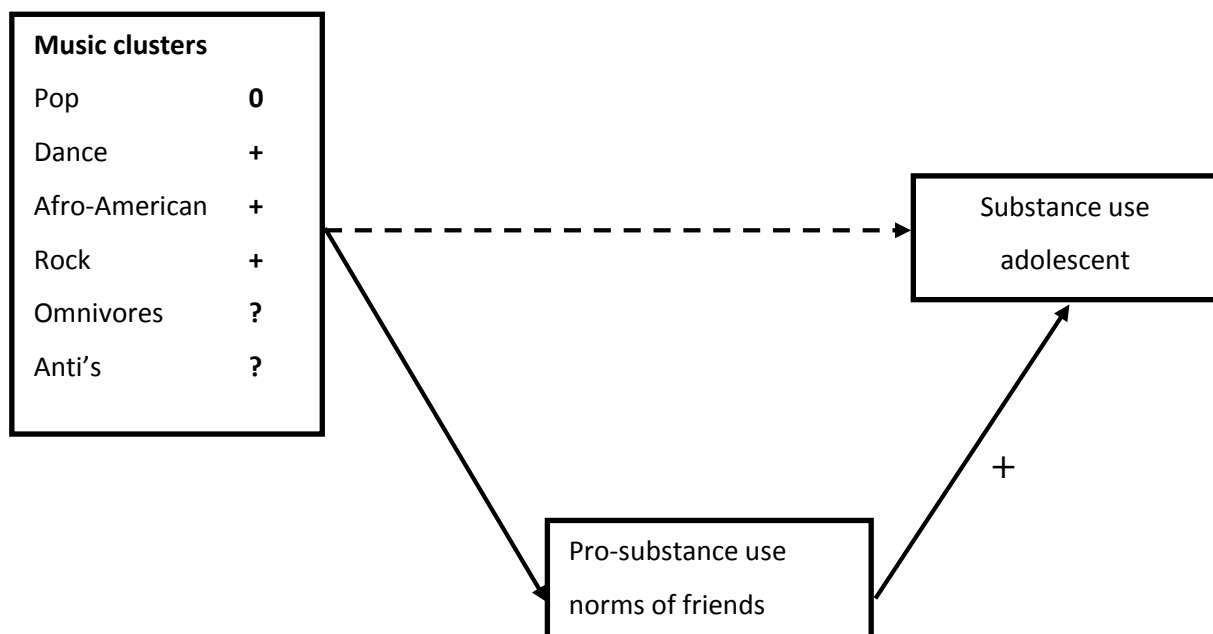 Music clusters
Pop 0
Dance +
Afro-American +
Rock +
Omnivores ?
Anti’s ?
Substance use
adolescent
+
Pro-substance use
norms of friends